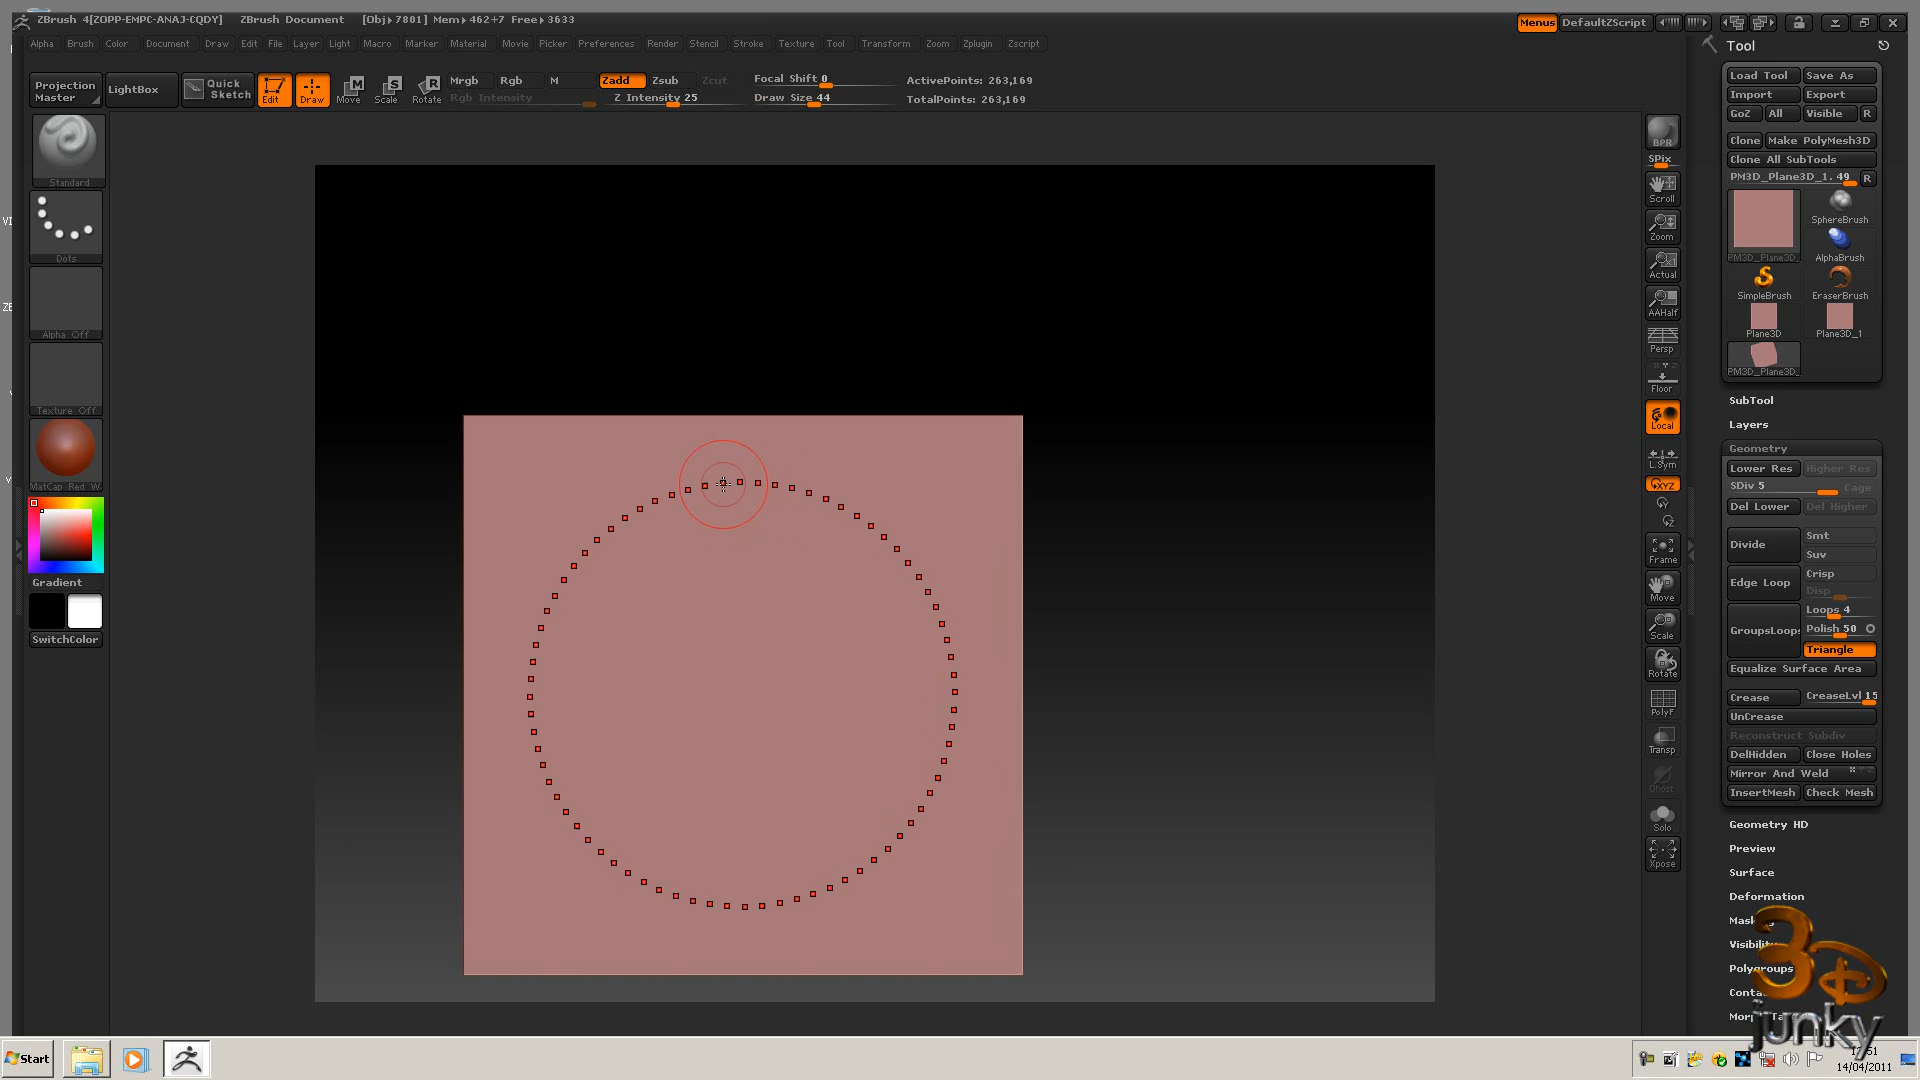 ZBrush 4[ZOPP-EMPC-ANAJ-CQDY] ZBrush Document [Obj▸7801] Mem▸462+7 Free▸3633 Menus DefaultZScript
Alpha Brush Color Document Draw Edit File Layer Light Macro Marker Material Movie Picker Preferences Render Stencil Stroke Texture Tool Transform Zoom Zplugin Zscript
Projection Master
LightBox
Quick Sketch
Edit
Draw
Move
Scale
Rotate
Mrgb Rgb M
Rgb Intensity
Zadd Zsub Zcut
Z Intensity 25
Focal Shift 0
Draw Size 44
ActivePoints: 263,169
TotalPoints: 263,169
Standard
Dots
Alpha Off
Texture Off
MatCap Red W
Gradient
SwitchColor
BPR
SPix
Scroll
Zoom
Actual
AAHalf
Persp
Floor
Local
L.Sym
XYZ
Y
Z
Frame
Move
Scale
Rotate
PolyF
Transp
Ghost
Solo
Xpose
Tool
Load Tool Save As
Import Export
GoZ All Visible R
Clone Make PolyMesh3D
Clone All SubTools
PM3D_Plane3D_1. 49 R
PM3D_Plane3D_
SphereBrush
AlphaBrush
SimpleBrush EraserBrush
Plane3D Plane3D_1
PM3D_Plane3D_
SubTool
Layers
Geometry
Lower Res Higher Res
SDiv 5 Cage
Del Lower Del Higher
Divide Smt
Suv
Edge Loop Crisp
Disp
GroupsLoops Loops 4
Polish 50
Triangle
Equalize Surface Area
Crease CreaseLvl 15
UnCrease
Reconstruct Subdiv
DelHidden Close Holes
Mirror And Weld
InsertMesh Check Mesh
Geometry HD
Preview
Surface
Deformation
Visibility
Polygroups
3D
junky
Start
14/04/2011